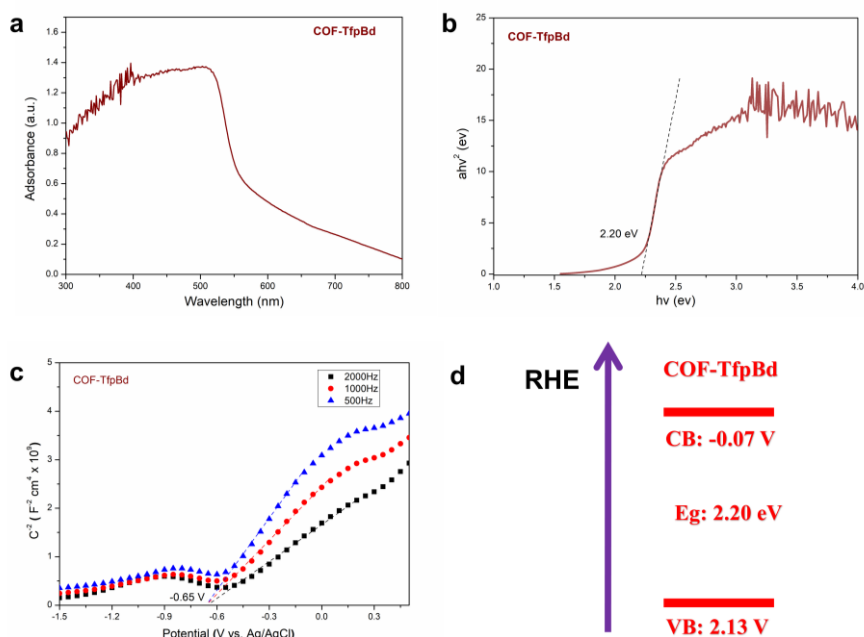 a
COF-TfpBd
Adsorbance (a.u.)
1.6
1.4
1.2
1.0
0.8
0.6
0.4
0.2
0.0
300 400 500 600 700 800
Wavelength (nm)
b
COF-TfpBd
ahv² (ev)
25
20
15
10
5
0
2.20 eV
1.0 1.5 2.0 2.5 3.0 3.5 4.0
hv (ev)
c
COF-TfpBd
2000Hz
1000Hz
500Hz
C⁻² ( F⁻² cm⁴ x 10⁹)
5
4
3
2
1
0
-0.65 V
-1.5 -1.2 -0.9 -0.6 -0.3 0.0 0.3
Potential (V vs. Ag/AgCl)
d
RHE
COF-TfpBd
CB: -0.07 V
Eg: 2.20 eV
VB: 2.13 V